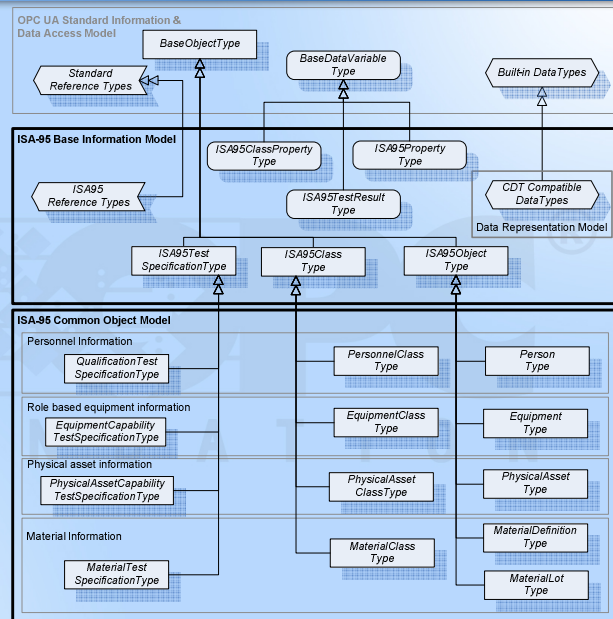 OPC UA Standard Information &
Data Access Model
BaseObjectType
BaseDataVariable
Type
Standard
Reference Types
Built-in DataTypes
ISA-95 Base Information Model
ISA95ClassProperty
Type
ISA95Property
Type
ISA95
Reference Types
ISA95TestResult
Type
CDT Compatible
DataTypes
Data Representation Model
ISA95Test
SpecificationType
ISA95Class
Type
ISA95Object
Type
ISA-95 Common Object Model
Personnel Information
QualificationTest
SpecificationType
PersonnelClass
Type
Person
Type
Role based equipment information
EquipmentCapability
TestSpecificationType
EquipmentClass
Type
Equipment
Type
Physical asset information
PhysicalAssetCapability
TestSpecificationType
PhysicalAsset
ClassType
PhysicalAsset
Type
Material Information
MaterialTest
SpecificationType
MaterialClass
Type
MaterialDefinition
Type
MaterialLot
Type